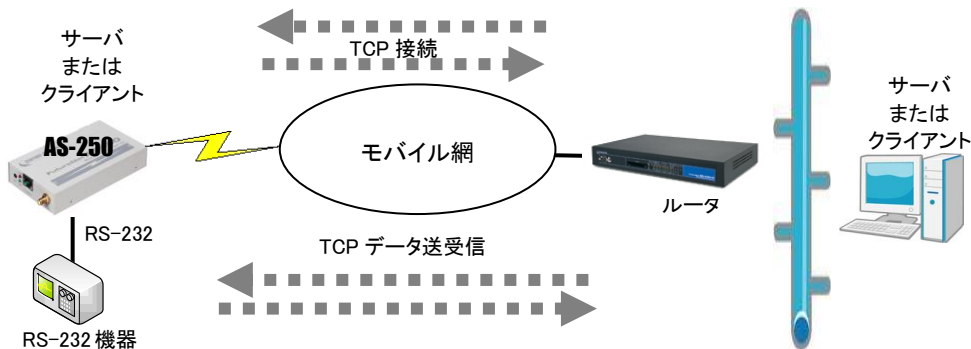 サーバ
または
クライアント
AS-250
TCP 接続
モバイル網
ルータ
サーバ
または
クライアント
RS-232
TCP データ送受信
RS-232 機器